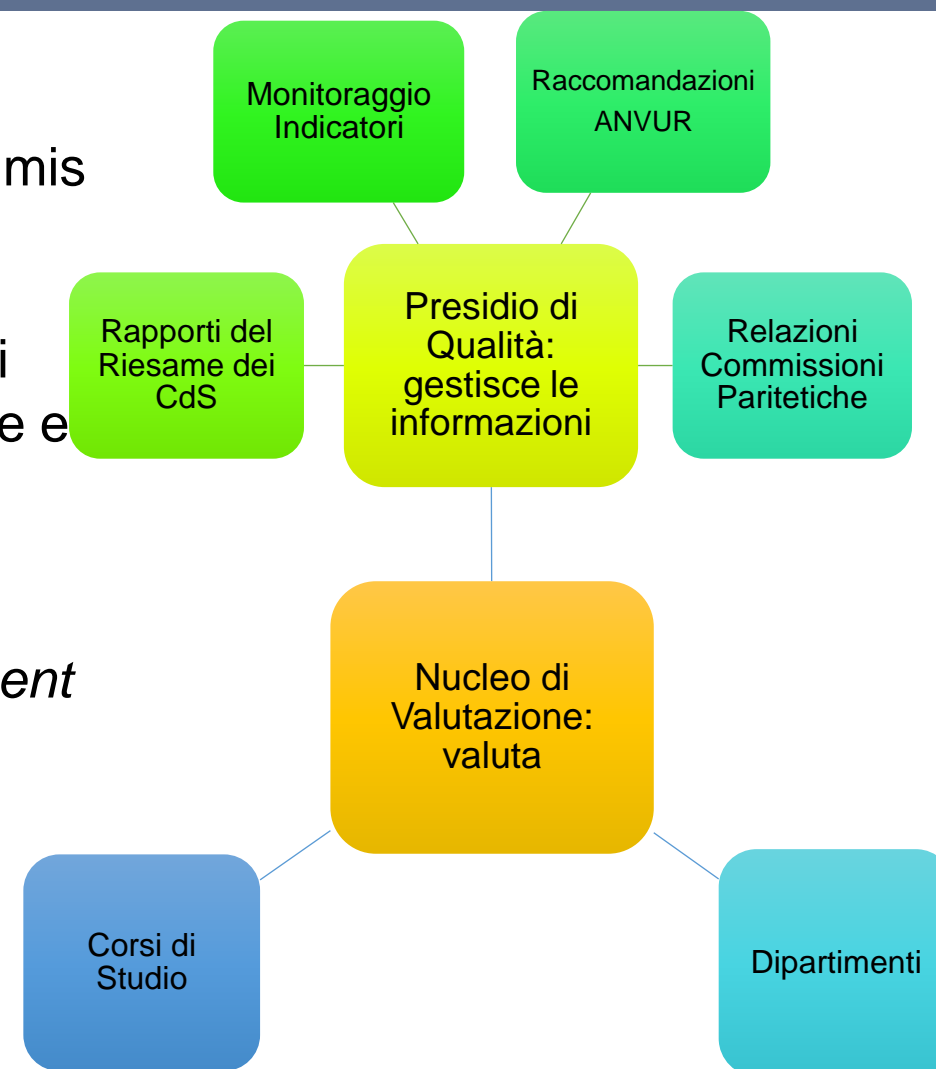 Monitoraggio
Indicatori
Raccomandazioni
ANVUR
mis
Rapporti del
Riesame dei
CdS
Presidio di
Qualità:
gestisce le
informazioni
Relazioni
Commissioni
Paritetiche
i
e e
ent
Nucleo di
Valutazione:
valuta
Corsi di
Studio
Dipartimenti